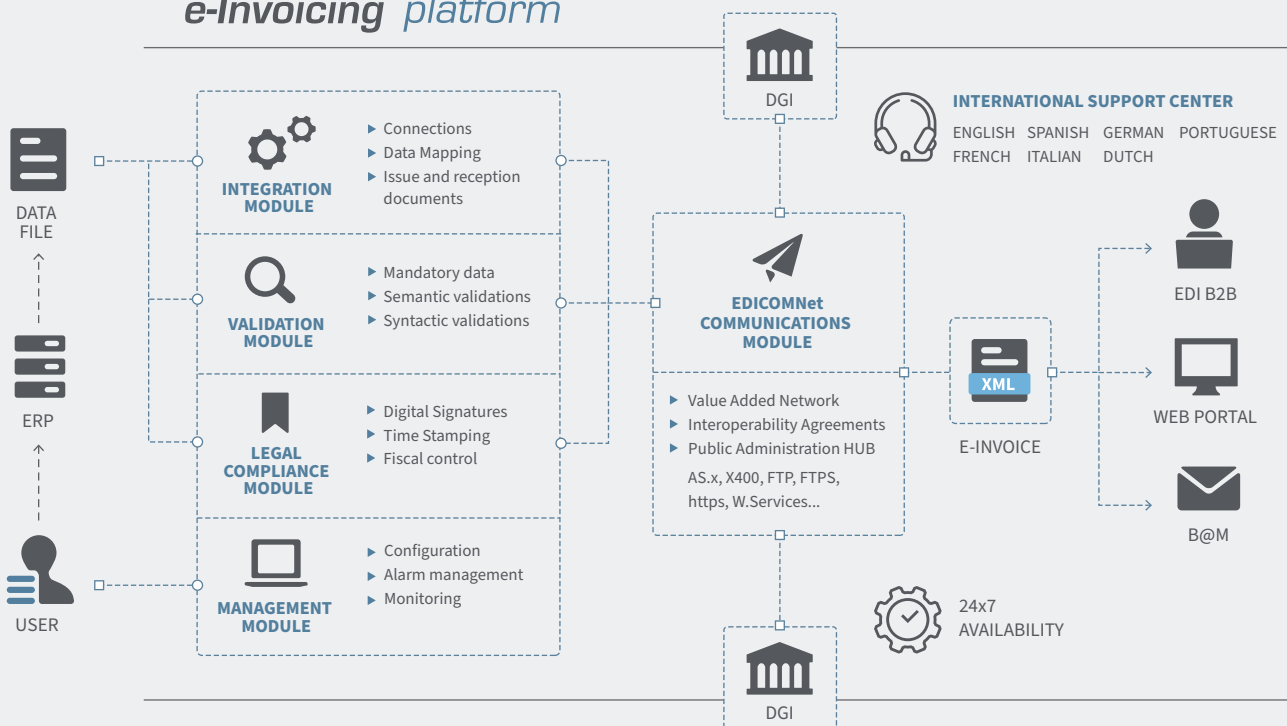 e-Invoicing platform
DGI
INTERNATIONAL SUPPORT CENTER
ENGLISH SPANISH GERMAN PORTUGUESE
FRENCH ITALIAN DUTCH
DATA
FILE
ERP
USER
INTEGRATION
MODULE
Connections
Data Mapping
Issue and reception
documents
VALIDATION
MODULE
Mandatory data
Semantic validations
Syntactic validations
LEGAL
COMPLIANCE
MODULE
Digital Signatures
Time Stamping
Fiscal control
MANAGEMENT
MODULE
Configuration
Alarm management
Monitoring
EDICOMNet
COMMUNICATIONS
MODULE
Value Added Network
Interoperability Agreements
Public Administration HUB
AS.x, X400, FTP, FTPS,
https, W.Services...
XML
E-INVOICE
EDI B2B
WEB PORTAL
B@M
24x7
AVAILABILITY
DGI